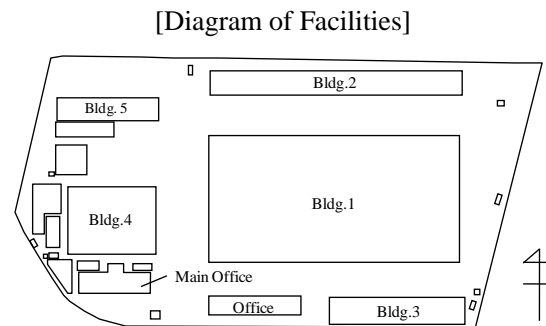 [Diagram of Facilities]
Bldg.2
Bldg. 5
Bldg.1
Bldg.4
Main Office
Office
Bldg.3